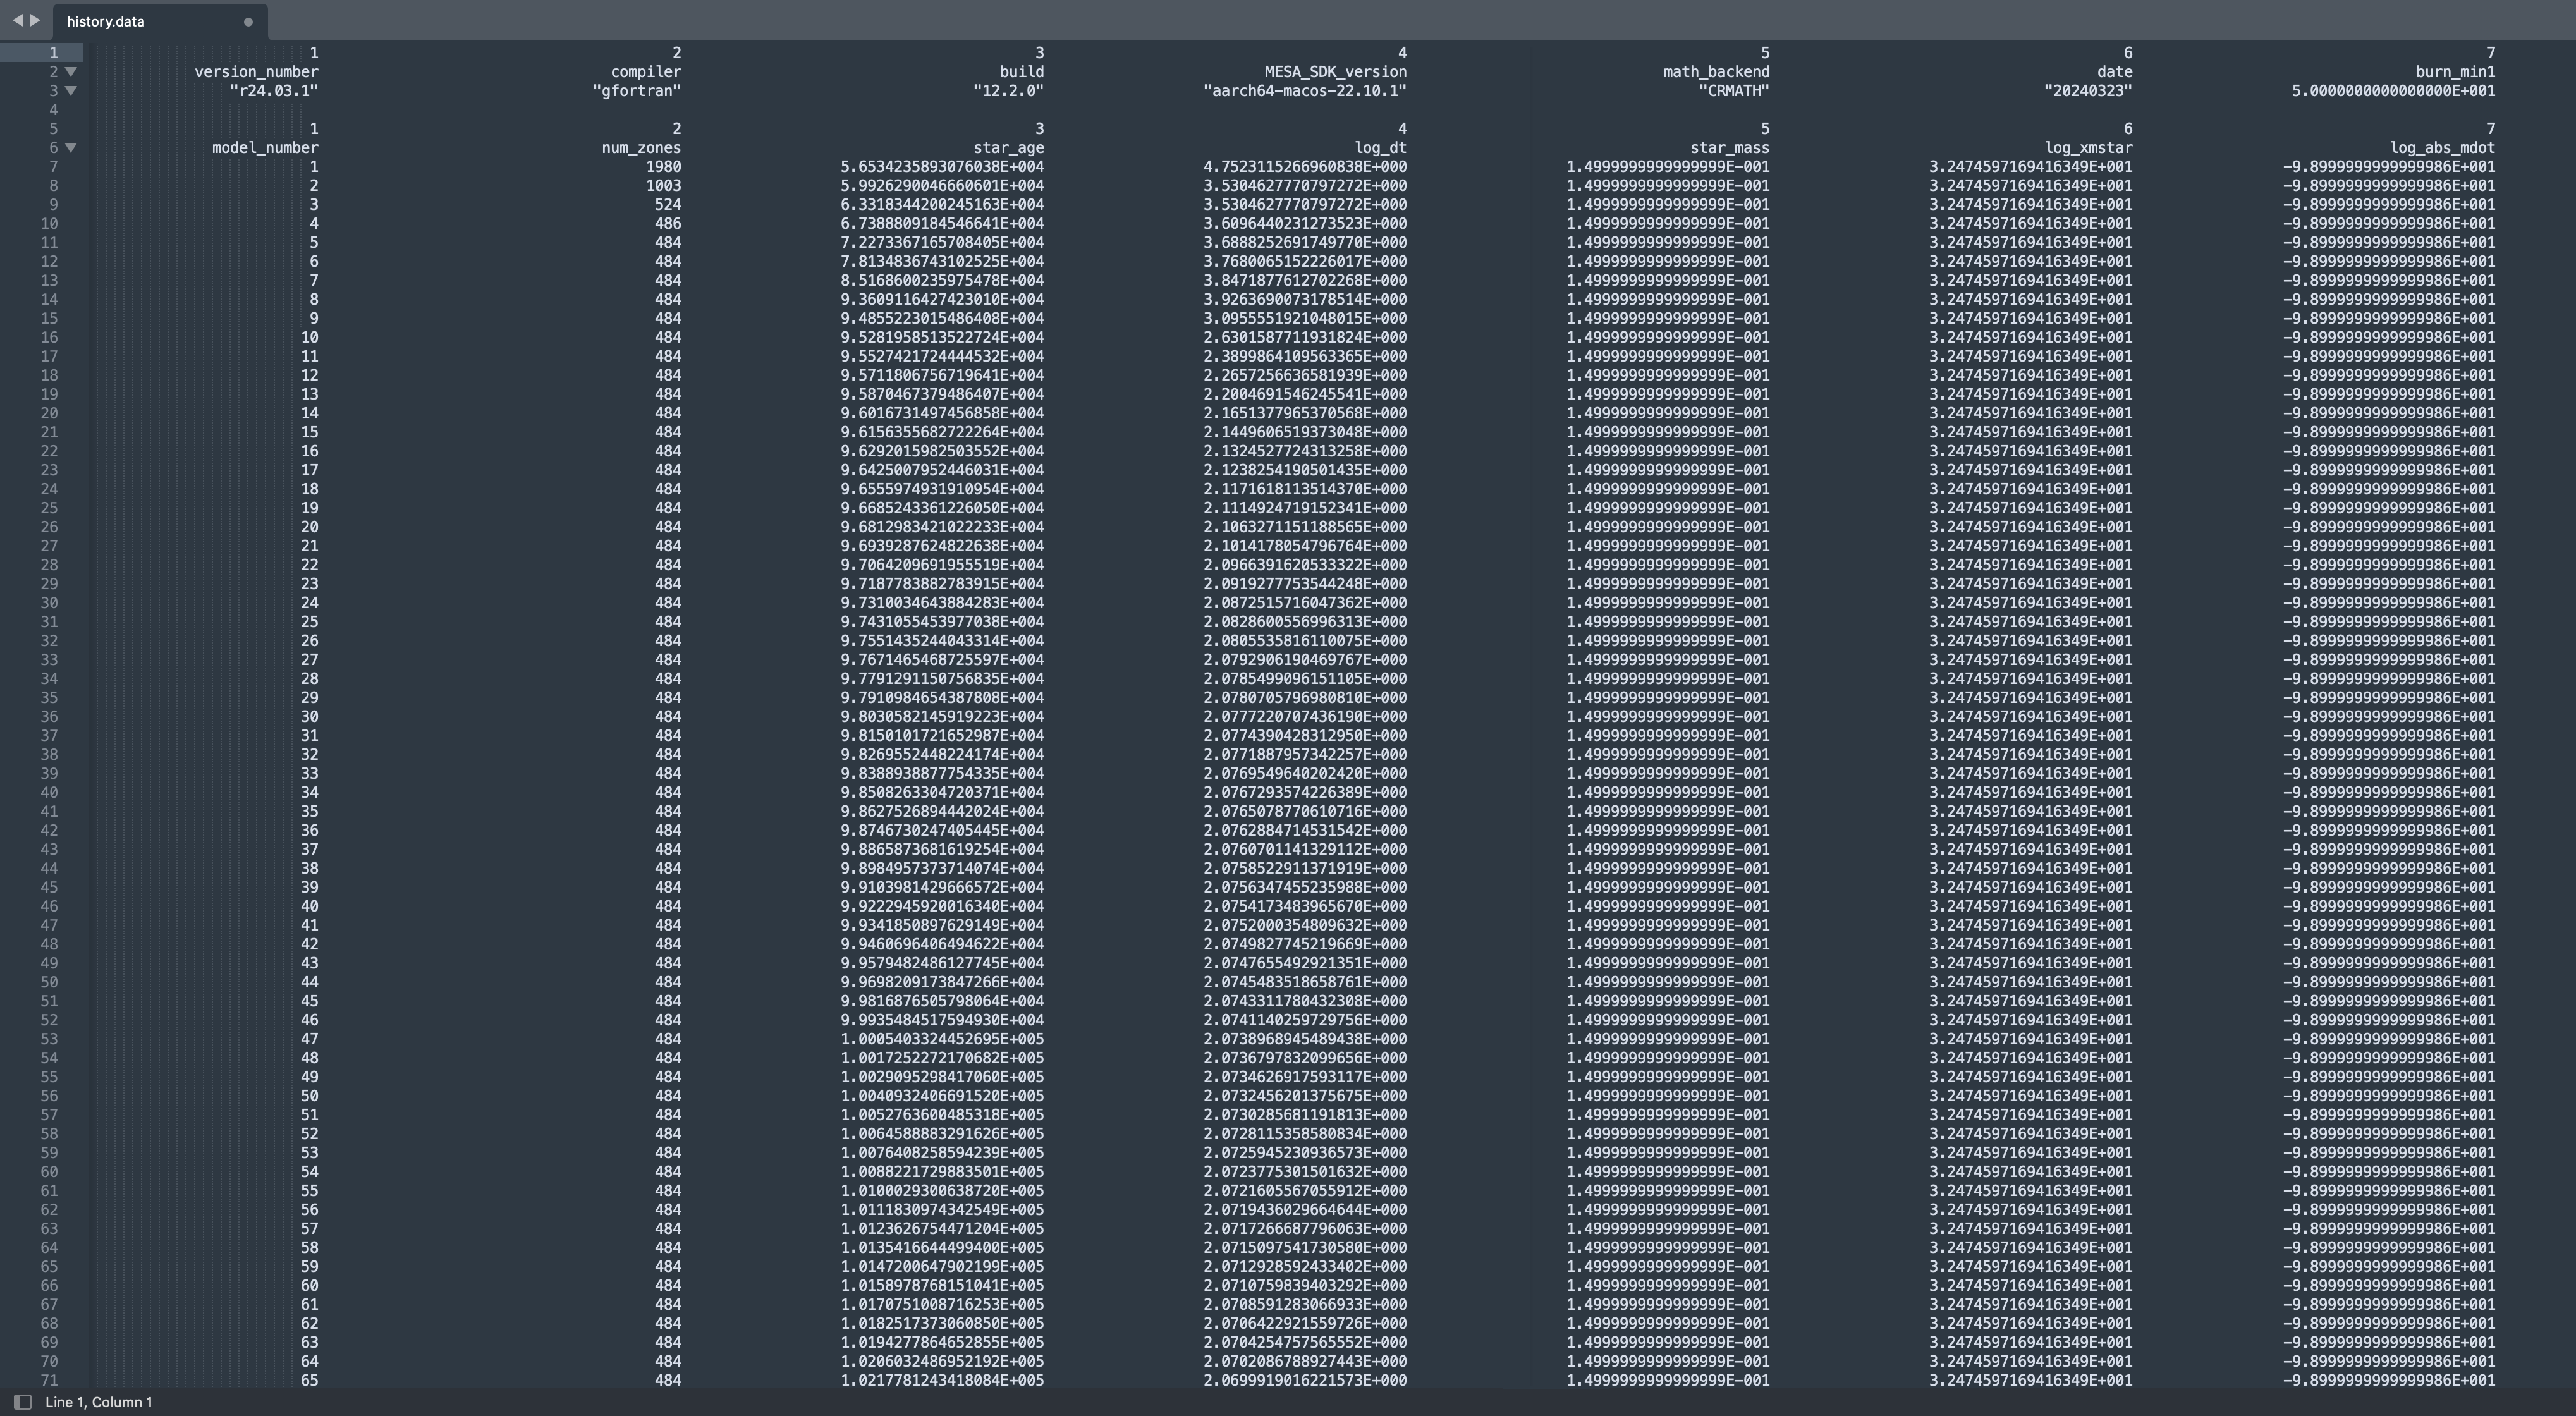 history.data
1 1 2 3 4 5 6 7
2 version_number compiler build MESA_SDK_version math_backend date burn_min1
3 "r24.03.1" "gfortran" "12.2.0" "aarch64-macos-22.10.1" "CRMATH" "20240323" 5.0000000000000000E+001
4
5 1 2 3 4 5 6 7
6 model_number num_zones star_age log_dt star_mass log_xmstar log_abs_mdot
7 1 1980 5.6534235893076038E+004 4.7523115266960838E+000 1.4999999999999999E-001 3.2474597169416349E+001 -9.8999999999999986E+001
8 2 1003 5.9926290046660601E+004 3.5304627770797272E+000 1.4999999999999999E-001 3.2474597169416349E+001 -9.8999999999999986E+001
9 3 524 6.3318344200245163E+004 3.5304627770797272E+000 1.4999999999999999E-001 3.2474597169416349E+001 -9.8999999999999986E+001
10 4 486 6.7388809184546641E+004 3.6096440231273523E+000 1.4999999999999999E-001 3.2474597169416349E+001 -9.8999999999999986E+001
11 5 484 7.2273367165708405E+004 3.6888252691749770E+000 1.4999999999999999E-001 3.2474597169416349E+001 -9.8999999999999986E+001
12 6 484 7.8134836743102525E+004 3.7680065152226017E+000 1.4999999999999999E-001 3.2474597169416349E+001 -9.8999999999999986E+001
13 7 484 8.5168600235975478E+004 3.8471877612702268E+000 1.4999999999999999E-001 3.2474597169416349E+001 -9.8999999999999986E+001
14 8 484 9.3609116427423010E+004 3.9263690073178514E+000 1.4999999999999999E-001 3.2474597169416349E+001 -9.8999999999999986E+001
15 9 484 9.4855223015486408E+004 3.0955551921048015E+000 1.4999999999999999E-001 3.2474597169416349E+001 -9.8999999999999986E+001
16 10 484 9.5281958513522724E+004 2.6301587711931824E+000 1.4999999999999999E-001 3.2474597169416349E+001 -9.8999999999999986E+001
17 11 484 9.5527421724444532E+004 2.3899864109563365E+000 1.4999999999999999E-001 3.2474597169416349E+001 -9.8999999999999986E+001
18 12 484 9.5711806756719641E+004 2.2657256636581939E+000 1.4999999999999999E-001 3.2474597169416349E+001 -9.8999999999999986E+001
19 13 484 9.5870467379486407E+004 2.2004691546245541E+000 1.4999999999999999E-001 3.2474597169416349E+001 -9.8999999999999986E+001
20 14 484 9.6016731497456858E+004 2.1651377965370568E+000 1.4999999999999999E-001 3.2474597169416349E+001 -9.8999999999999986E+001
21 15 484 9.6156355682722264E+004 2.1449606519373048E+000 1.4999999999999999E-001 3.2474597169416349E+001 -9.8999999999999986E+001
22 16 484 9.6292015982503552E+004 2.1324527724313258E+000 1.4999999999999999E-001 3.2474597169416349E+001 -9.8999999999999986E+001
23 17 484 9.6425007952446031E+004 2.1238254190501435E+000 1.4999999999999999E-001 3.2474597169416349E+001 -9.8999999999999986E+001
24 18 484 9.6555974931910954E+004 2.1171618113514370E+000 1.4999999999999999E-001 3.2474597169416349E+001 -9.8999999999999986E+001
25 19 484 9.6685243361226050E+004 2.1114924719152341E+000 1.4999999999999999E-001 3.2474597169416349E+001 -9.8999999999999986E+001
26 20 484 9.6812983421022233E+004 2.1063271151188565E+000 1.4999999999999999E-001 3.2474597169416349E+001 -9.8999999999999986E+001
27 21 484 9.6939287624822638E+004 2.1014178054796764E+000 1.4999999999999999E-001 3.2474597169416349E+001 -9.8999999999999986E+001
28 22 484 9.7064209691955519E+004 2.0966391620533322E+000 1.4999999999999999E-001 3.2474597169416349E+001 -9.8999999999999986E+001
29 23 484 9.7187783882783915E+004 2.0919277753544248E+000 1.4999999999999999E-001 3.2474597169416349E+001 -9.8999999999999986E+001
30 24 484 9.7310034643884283E+004 2.0872515716047362E+000 1.4999999999999999E-001 3.2474597169416349E+001 -9.8999999999999986E+001
31 25 484 9.7431055453977038E+004 2.0828600556996313E+000 1.4999999999999999E-001 3.2474597169416349E+001 -9.8999999999999986E+001
32 26 484 9.7551435244043314E+004 2.0805535816110075E+000 1.4999999999999999E-001 3.2474597169416349E+001 -9.8999999999999986E+001
33 27 484 9.7671465468725597E+004 2.0792906190469767E+000 1.4999999999999999E-001 3.2474597169416349E+001 -9.8999999999999986E+001
34 28 484 9.7791291150756835E+004 2.0785499096151105E+000 1.4999999999999999E-001 3.2474597169416349E+001 -9.8999999999999986E+001
35 29 484 9.7910984654387808E+004 2.0780705796980810E+000 1.4999999999999999E-001 3.2474597169416349E+001 -9.8999999999999986E+001
36 30 484 9.8030582145919223E+004 2.0777220707436190E+000 1.4999999999999999E-001 3.2474597169416349E+001 -9.8999999999999986E+001
37 31 484 9.8150101721652987E+004 2.0774390428312950E+000 1.4999999999999999E-001 3.2474597169416349E+001 -9.8999999999999986E+001
38 32 484 9.8269552448224174E+004 2.0771887957342257E+000 1.4999999999999999E-001 3.2474597169416349E+001 -9.8999999999999986E+001
39 33 484 9.8388938877754335E+004 2.0769549640202420E+000 1.4999999999999999E-001 3.2474597169416349E+001 -9.8999999999999986E+001
40 34 484 9.8508263304720371E+004 2.0767293574226389E+000 1.4999999999999999E-001 3.2474597169416349E+001 -9.8999999999999986E+001
41 35 484 9.8627526894442024E+004 2.0765078770610716E+000 1.4999999999999999E-001 3.2474597169416349E+001 -9.8999999999999986E+001
42 36 484 9.8746730247405445E+004 2.0762884714531542E+000 1.4999999999999999E-001 3.2474597169416349E+001 -9.8999999999999986E+001
43 37 484 9.8865873681619254E+004 2.0760701141329112E+000 1.4999999999999999E-001 3.2474597169416349E+001 -9.8999999999999986E+001
44 38 484 9.8984957373714074E+004 2.0758522911371919E+000 1.4999999999999999E-001 3.2474597169416349E+001 -9.8999999999999986E+001
45 39 484 9.9103981429666572E+004 2.0756347455235988E+000 1.4999999999999999E-001 3.2474597169416349E+001 -9.8999999999999986E+001
46 40 484 9.9222945920016340E+004 2.0754173483965670E+000 1.4999999999999999E-001 3.2474597169416349E+001 -9.8999999999999986E+001
47 41 484 9.9341850897629149E+004 2.0752000354809632E+000 1.4999999999999999E-001 3.2474597169416349E+001 -9.8999999999999986E+001
48 42 484 9.9460696406494622E+004 2.0749827745219669E+000 1.4999999999999999E-001 3.2474597169416349E+001 -9.8999999999999986E+001
49 43 484 9.9579482486127745E+004 2.0747655492921351E+000 1.4999999999999999E-001 3.2474597169416349E+001 -9.8999999999999986E+001
50 44 484 9.9698209173847266E+004 2.0745483518658761E+000 1.4999999999999999E-001 3.2474597169416349E+001 -9.8999999999999986E+001
51 45 484 9.9816876505798064E+004 2.0743311780432308E+000 1.4999999999999999E-001 3.2474597169416349E+001 -9.8999999999999986E+001
52 46 484 9.9935484517594930E+004 2.0741140259729756E+000 1.4999999999999999E-001 3.2474597169416349E+001 -9.8999999999999986E+001
53 47 484 1.0005403324452695E+005 2.0738968945489438E+000 1.4999999999999999E-001 3.2474597169416349E+001 -9.8999999999999986E+001
54 48 484 1.0017252272170682E+005 2.0736797832099656E+000 1.4999999999999999E-001 3.2474597169416349E+001 -9.8999999999999986E+001
55 49 484 1.0029095298417060E+005 2.0734626917593117E+000 1.4999999999999999E-001 3.2474597169416349E+001 -9.8999999999999986E+001
56 50 484 1.0040932406691520E+005 2.0732456201375675E+000 1.4999999999999999E-001 3.2474597169416349E+001 -9.8999999999999986E+001
57 51 484 1.0052763600485318E+005 2.0730285681191813E+000 1.4999999999999999E-001 3.2474597169416349E+001 -9.8999999999999986E+001
58 52 484 1.0064588883291626E+005 2.0728115358580834E+000 1.4999999999999999E-001 3.2474597169416349E+001 -9.8999999999999986E+001
59 53 484 1.0076408258594239E+005 2.0725945230936573E+000 1.4999999999999999E-001 3.2474597169416349E+001 -9.8999999999999986E+001
60 54 484 1.0088221729883501E+005 2.0723775301501632E+000 1.4999999999999999E-001 3.2474597169416349E+001 -9.8999999999999986E+001
61 55 484 1.0100029300638720E+005 2.0721605567055912E+000 1.4999999999999999E-001 3.2474597169416349E+001 -9.8999999999999986E+001
62 56 484 1.0111830974342549E+005 2.0719436029664644E+000 1.4999999999999999E-001 3.2474597169416349E+001 -9.8999999999999986E+001
63 57 484 1.0123626754471204E+005 2.0717266687796063E+000 1.4999999999999999E-001 3.2474597169416349E+001 -9.8999999999999986E+001
64 58 484 1.0135416644499400E+005 2.0715097541730580E+000 1.4999999999999999E-001 3.2474597169416349E+001 -9.8999999999999986E+001
65 59 484 1.0147200647902199E+005 2.0712928592433402E+000 1.4999999999999999E-001 3.2474597169416349E+001 -9.8999999999999986E+001
66 60 484 1.0158978768151041E+005 2.0710759839403292E+000 1.4999999999999999E-001 3.2474597169416349E+001 -9.8999999999999986E+001
67 61 484 1.0170751008716253E+005 2.0708591283066933E+000 1.4999999999999999E-001 3.2474597169416349E+001 -9.8999999999999986E+001
68 62 484 1.0182517373060850E+005 2.0706422921559726E+000 1.4999999999999999E-001 3.2474597169416349E+001 -9.8999999999999986E+001
69 63 484 1.0194277864652855E+005 2.0704254757565552E+000 1.4999999999999999E-001 3.2474597169416349E+001 -9.8999999999999986E+001
70 64 484 1.0206032486952192E+005 2.0702086788927443E+000 1.4999999999999999E-001 3.2474597169416349E+001 -9.8999999999999986E+001
71 65 484 1.0217781243418084E+005 2.0699919016221573E+000 1.4999999999999999E-001 3.2474597169416349E+001 -9.8999999999999986E+001
Line 1, Column 1